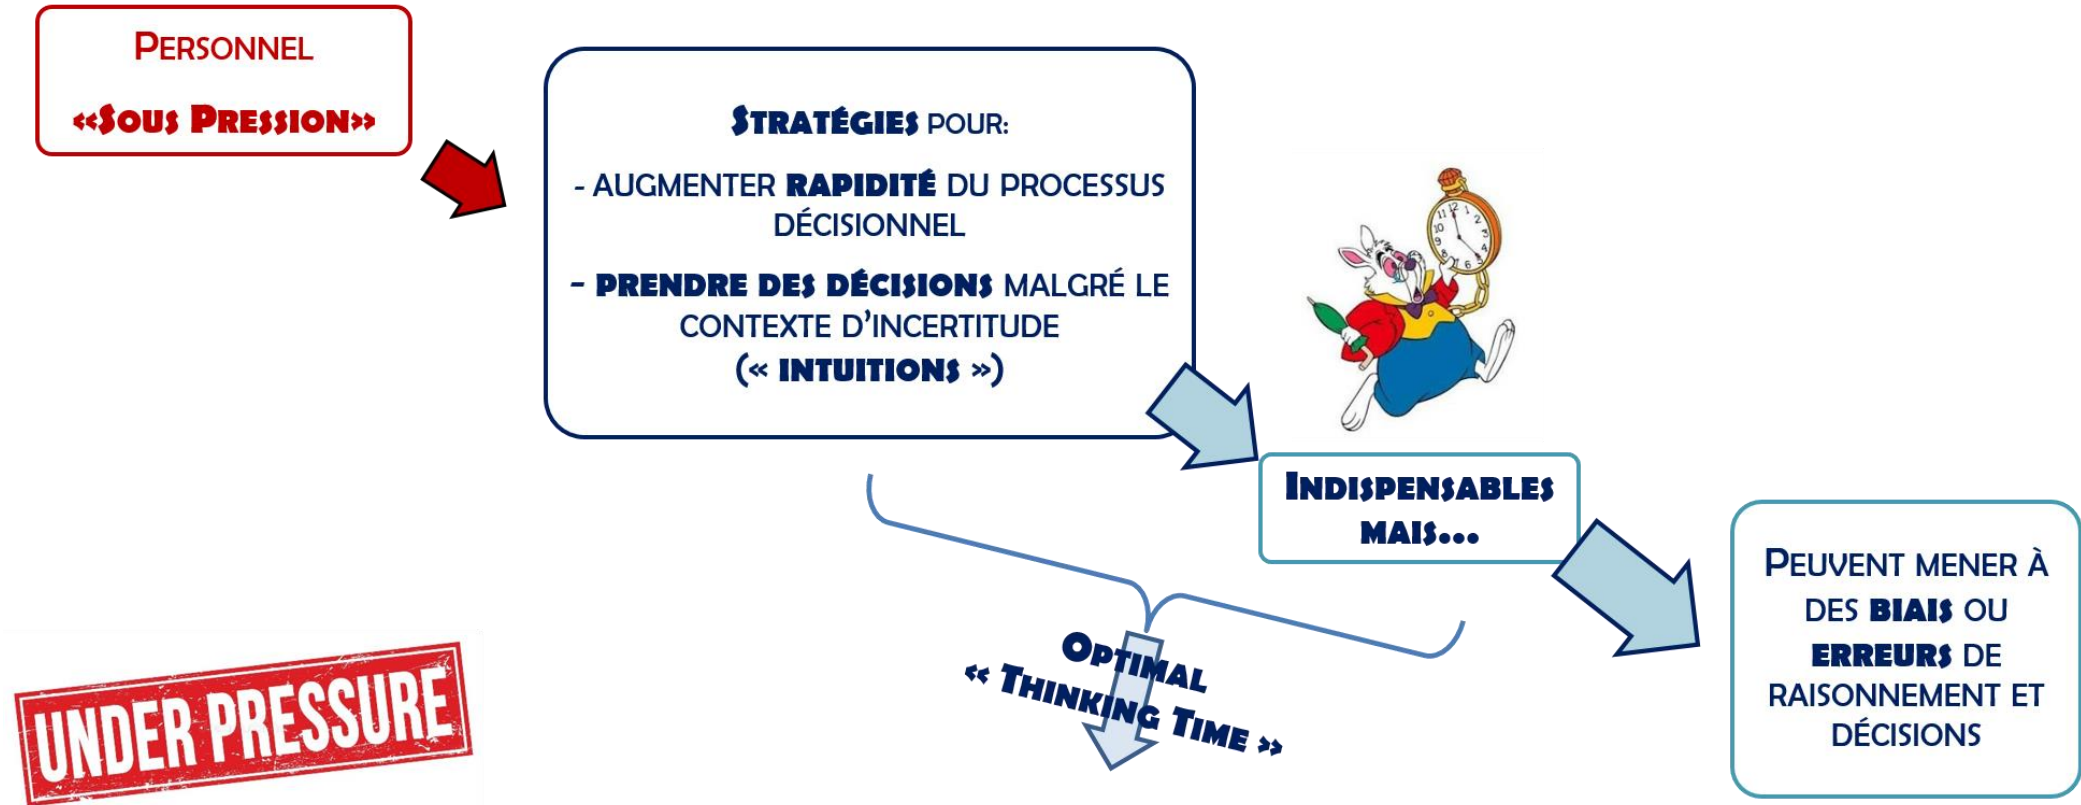 PERSONNEL
«SOUS PRESSION»
STRATÉGIES POUR:
- AUGMENTER RAPIDITÉ DU PROCESSUS
DÉCISIONNEL
- PRENDRE DES DÉCISIONS MALGRÉ LE
CONTEXTE D'INCERTITUDE
(« INTUITIONS »)
INDISPENSABLES
MAIS...
PEUVENT MENER À
DES BIAIS OU
ERREURS DE
RAISONNEMENT ET
DÉCISIONS
OPTIMAL
« THINKING TIME »
UNDER PRESSURE